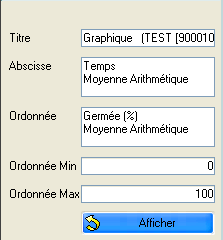 Titre Graphique (TEST [900010
Abscisse Temps
Moyenne Arithmétique
Ordonnée Germée (%)
Moyenne Arithmétique
Ordonnée Min 0
Ordonnée Max 100
Afficher